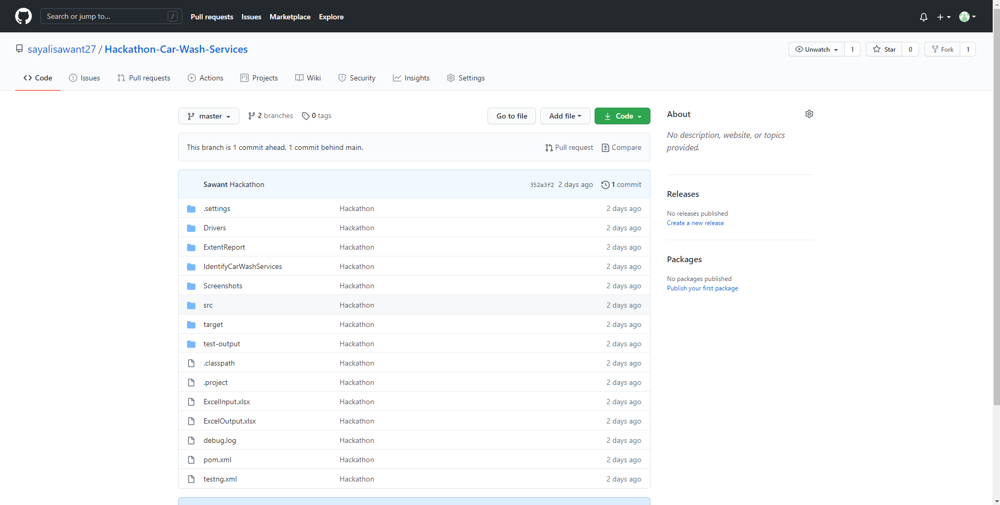 Search or jump to... /
Pull requests Issues Marketplace Explore
sayalisawant27 / Hackathon-Car-Wash-Services
Unwatch 1 Star 0 Fork 1
Code Issues Pull requests Actions Projects Wiki Security Insights Settings
master 2 branches 0 tags Go to file Add file Code
This branch is 1 commit ahead, 1 commit behind main. Pull request Compare
Sawant Hackathon 352a3f2 2 days ago 1 commit
.settings Hackathon 2 days ago
Drivers Hackathon 2 days ago
ExtentReport Hackathon 2 days ago
IdentifyCarWashServices Hackathon 2 days ago
Screenshots Hackathon 2 days ago
src Hackathon 2 days ago
target Hackathon 2 days ago
test-output Hackathon 2 days ago
.classpath Hackathon 2 days ago
.project Hackathon 2 days ago
ExcelInput.xlsx Hackathon 2 days ago
ExcelOutput.xlsx Hackathon 2 days ago
debug.log Hackathon 2 days ago
pom.xml Hackathon 2 days ago
testng.xml Hackathon 2 days ago
About
No description, website, or topics
provided.
Releases
No releases published
Create a new release
Packages
No packages published
Publish your first package